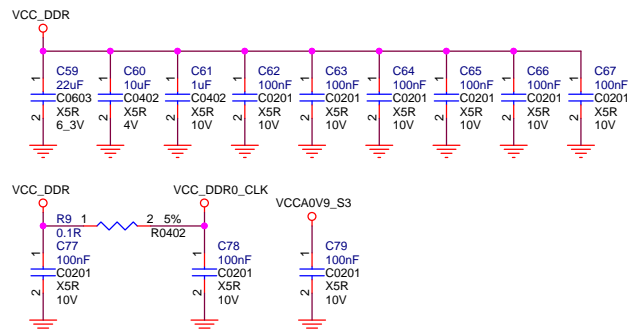 VCC_DDR
1 C59 1 C60 1 C61 1 C62 1 C63 1 C64 1 C65 1 C66 1 C67
22uF 10uF 1uF 100nF 100nF 100nF 100nF 100nF 100nF
C0603 C0402 C0402 C0201 C0201 C0201 C0201 C0201 C0201
2 X5R 2 X5R 2 X5R 2 X5R 2 X5R 2 X5R 2 X5R 2 X5R 2 X5R
6_3V 4V 10V 10V 10V 10V 10V 10V 10V
VCC_DDR VCC_DDR0_CLK VCCA0V9_S3
R9 1 2 5%
0.1R R0402
1 C77 1 C78 1 C79
100nF 100nF 100nF
C0201 C0201 C0201
2 X5R 2 X5R 2 X5R
10V 10V 10V